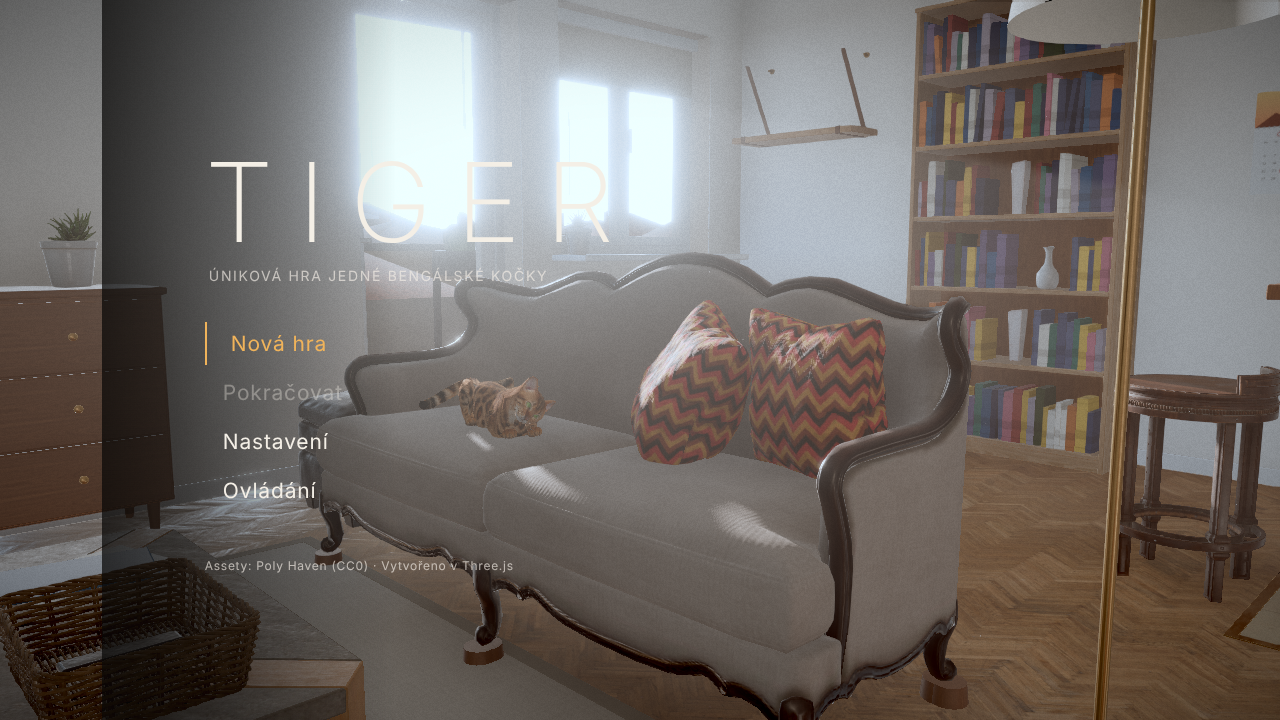 TIGER
ÚNIKOVÁ HRA JEDNÉ BENGÁLSKÉ KOČKY
Nová hra
Pokračovat
Nastavení
Ovládání
Assety: Poly Haven (CC0) · Vytvořeno v Three.js